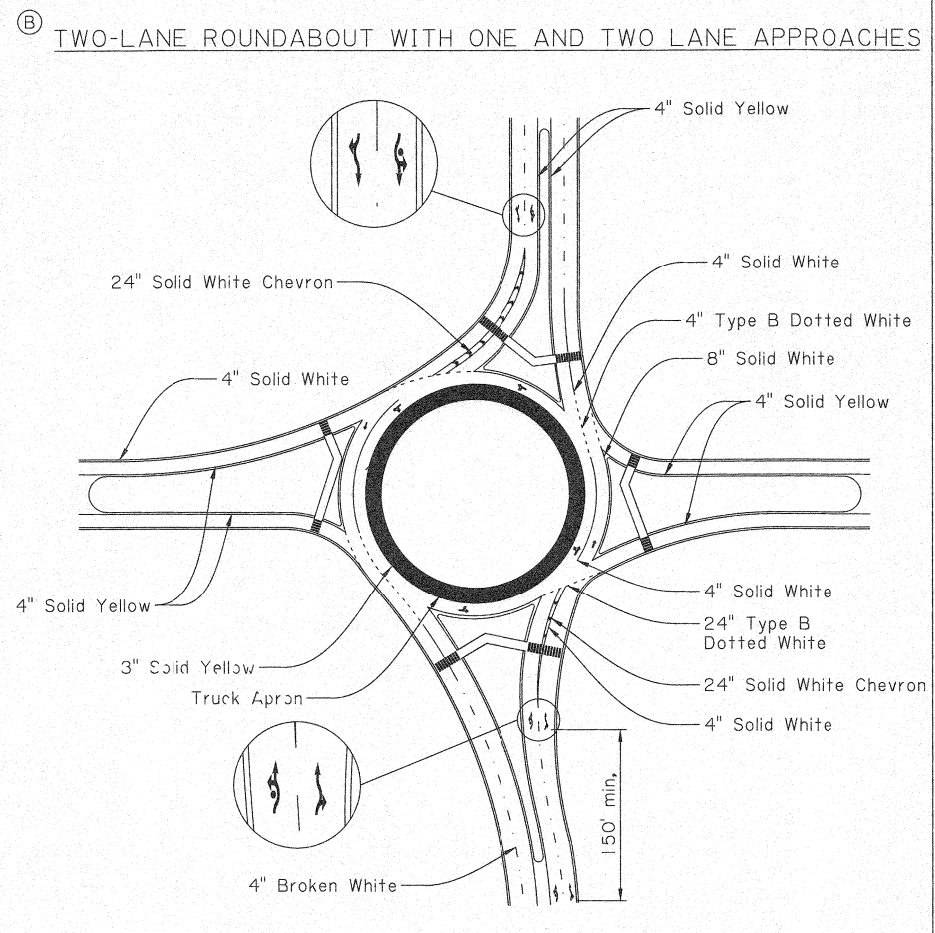 B
TWO-LANE ROUNDABOUT WITH ONE AND TWO LANE APPROACHES
4" Solid Yellow
4" Solid White
24" Solid White Chevron
4" Type B Dotted White
8" Solid White
4" Solid White
4" Solid Yellow
4" Solid White
4" Solid Yellow
24" Type B
Dotted White
3" Solid Yellow
24" Solid White Chevron
Truck Apron
4" Solid White
150' min.
4" Broken White